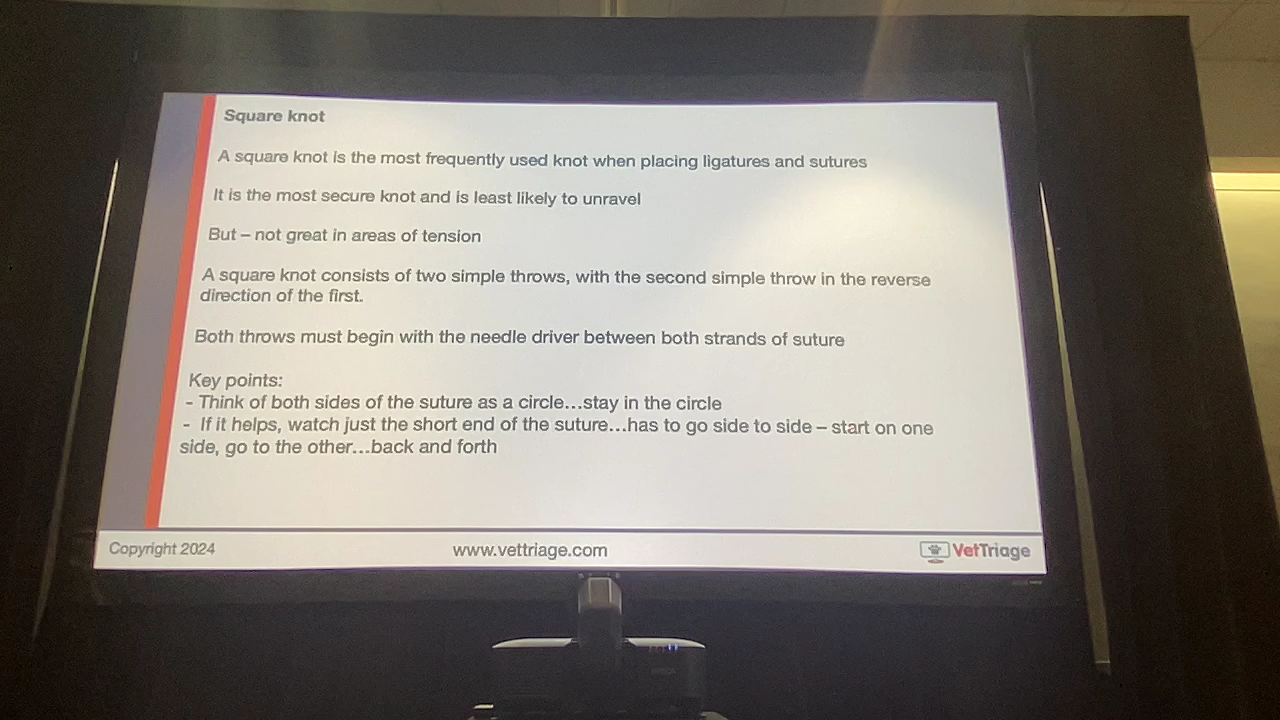 Square knot
A square knot is the most frequently used knot when placing ligatures and sutures
It is the most secure knot and is least likely to unravel
But – not great in areas of tension
A square knot consists of two simple throws, with the second simple throw in the reverse
direction of the first.
Both throws must begin with the needle driver between both strands of suture
Key points:
- Think of both sides of the suture as a circle…stay in the circle
- If it helps, watch just the short end of the suture…has to go side to side – start on one
side, go to the other…back and forth
Copyright 2024
www.vettriage.com
VetTriage